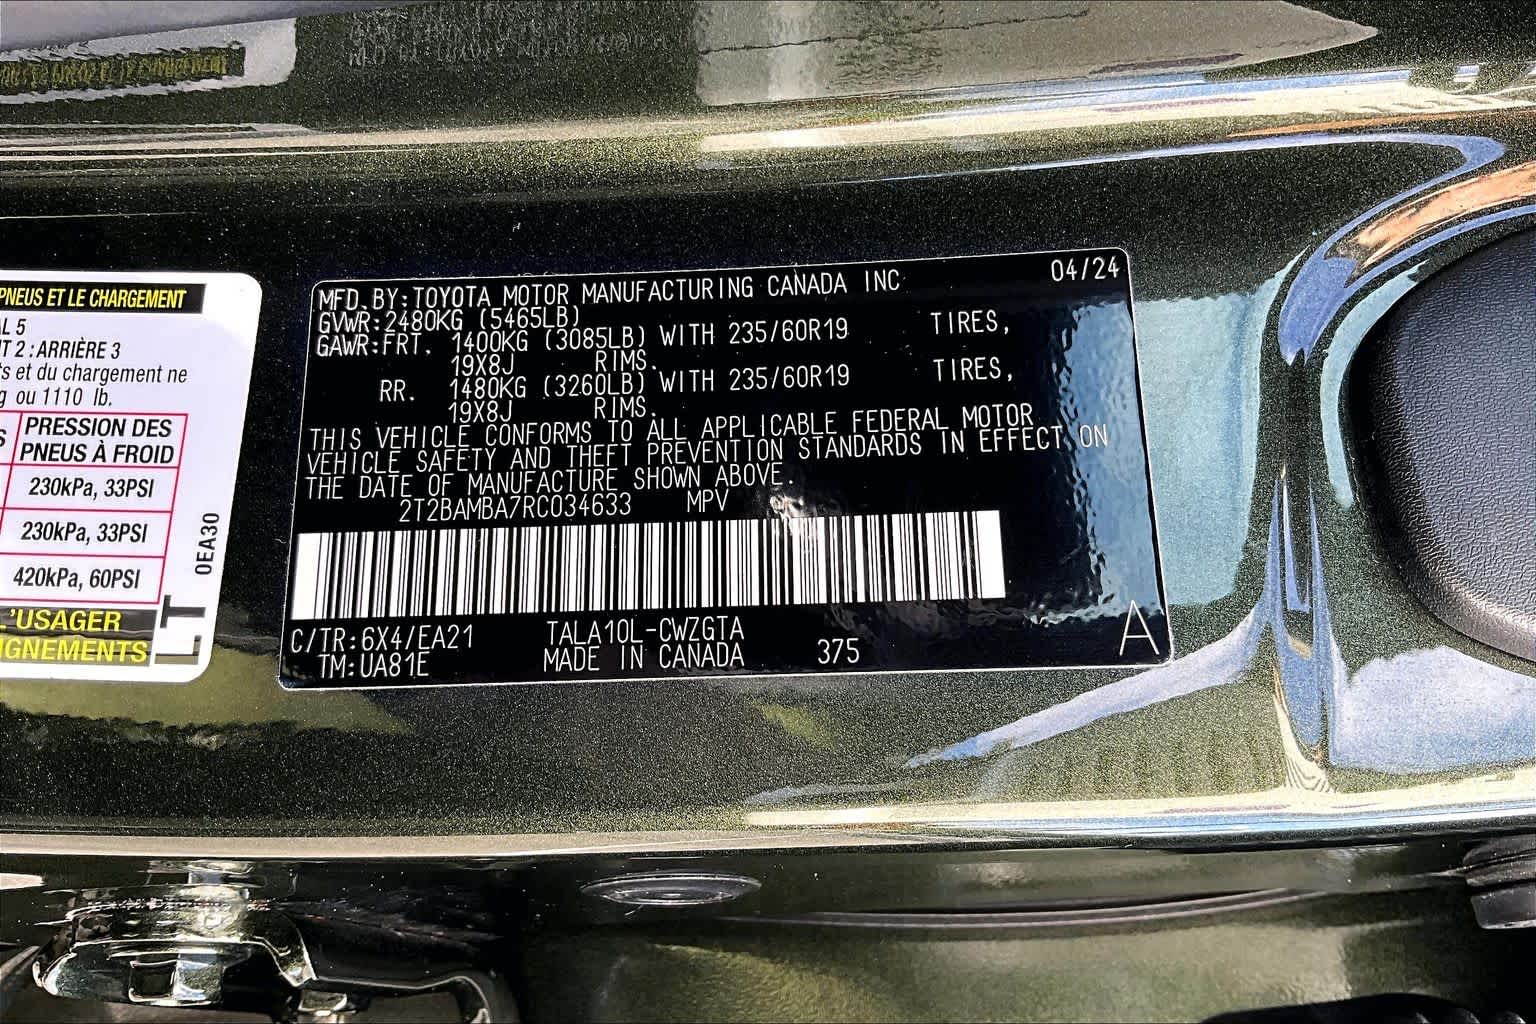 PNEUS ET LE CHARGEMENT
AL 5
T 2 : ARRIÈRE 3
s et du chargement ne
g ou 1110 lb.
PRESSION DES
PNEUS À FROID
230kPa, 33PSI
230kPa, 33PSI
420kPa, 60PSI
L'USAGER
IGNEMENTS
0EA30
LT
MFD.BY:TOYOTA MOTOR MANUFACTURING CANADA INC 04/24
GVWR:2480KG (5465LB)
GAWR:FRT. 1400KG (3085LB) WITH 235/60R19 TIRES,
19X8J RIMS.
RR. 1480KG (3260LB) WITH 235/60R19 TIRES,
19X8J RIMS.
THIS VEHICLE CONFORMS TO ALL APPLICABLE FEDERAL MOTOR
VEHICLE SAFETY AND THEFT PREVENTION STANDARDS IN EFFECT ON
THE DATE OF MANUFACTURE SHOWN ABOVE.
2T2BAMBA7RC034633 MPV
C/TR:6X4/EA21 TALA10L-CWZGTA 375 A
TM:UA81E MADE IN CANADA